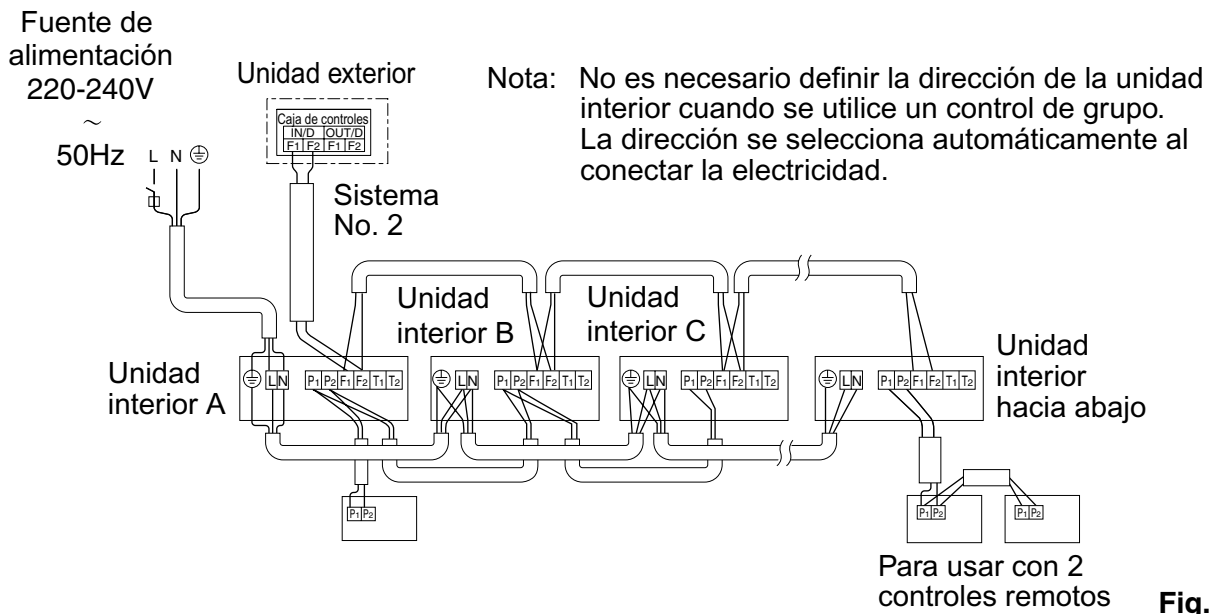 Fuente de
alimentación
220-240V
~
50Hz
L N
Unidad exterior
Caja de controles
IN/D OUT/D
F1 F2 F1 F2
Nota: No es necesario definir la dirección de la unidad
interior cuando se utilice un control de grupo.
La dirección se selecciona automáticamente al
conectar la electricidad.
Sistema
No. 2
Unidad
interior A
L N P1 P2 F1 F2 T1 T2
Unidad
interior B
L N P1 P2 F1 F2 T1 T2
Unidad
interior C
L N P1 P2 F1 F2 T1 T2
Unidad
interior
hacia abajo
L N P1 P2 F1 F2 T1 T2
P1 P2
P1 P2
P1 P2
Para usar con 2
controles remotos
Fig.